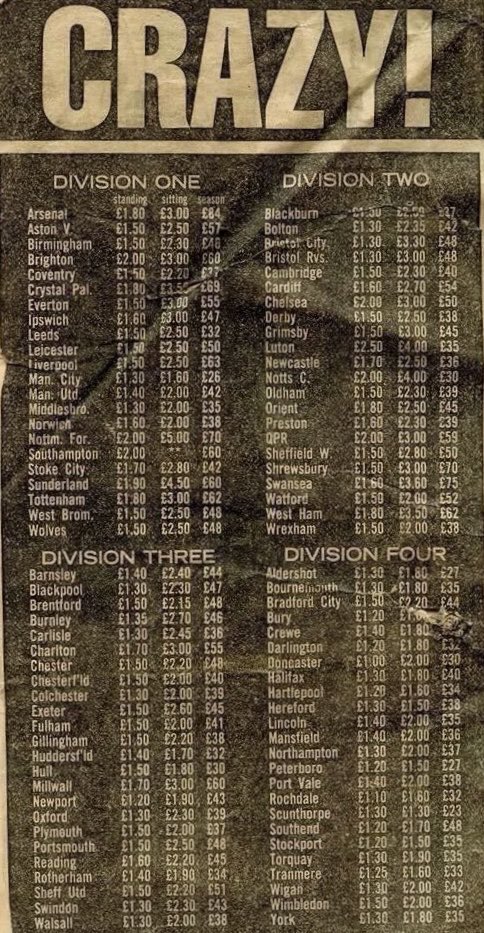 CRAZY!
DIVISION ONE
standing sitting season
Arsenal £1.80 £3.00 £84
Aston V. £1.50 £2.50 £57
Birmingham £1.50 £2.30 £48
Brighton £2.00 £3.00 £60
Coventry £1.50 £2.20
Crystal Pal. £1.80 £69
Everton £1.50 £3.00 £55
Ipswich £1.60 £3.00 £47
Leeds £1.50 £2.50 £32
Leicester £1.50 £2.50 £50
Liverpool £1.50 £2.50 £63
Man. City £1.30 £1.60 £26
Man. Utd. £1.40 £2.00 £42
Middlesbro. £1.30 £2.00 £35
Norwich £1.60 £2.00 £38
Nottm. For. £2.00 £5.00 £70
Southampton £2.00 ** £60
Stoke City £1.70 £2.80 £42
Sunderland £1.90 £4.50 £60
Tottenham £1.80 £3.00 £62
West Brom. £1.50 £2.50 £48
Wolves £1.50 £2.50 £48
DIVISION TWO
Blackburn
Bolton £1.30 £2.35 £42
Bristol City £1.30 £3.30 £48
Bristol Rvs. £1.30 £3.00 £48
Cambridge £1.50 £2.30 £40
Cardiff £1.60 £2.70 £54
Chelsea £2.00 £3.00 £50
Derby £1.50 £2.50 £38
Grimsby £1.50 £3.00 £45
Luton £2.50 £4.00 £35
Newcastle £1.70 £2.50 £36
Notts C. £2.00 £4.00 £30
Oldham £1.50 £2.30 £39
Orient £1.80 £2.50 £45
Preston £1.60 £2.30 £39
QPR £2.00 £3.00 £59
Sheffield W. £1.50 £2.80 £50
Shrewsbury £1.50 £3.00 £70
Swansea £1.60 £3.60 £75
Watford £1.50 £2.00 £52
West Ham £1.80 £3.50 £62
Wrexham £1.50 £2.00 £38
DIVISION THREE
Barnsley £1.40 £2.40 £44
Blackpool £1.30 £2.30 £47
Brentford £1.50 £2.15 £48
Burnley £1.35 £2.70 £46
Carlisle £1.30 £2.45 £36
Charlton £1.70 £3.00 £55
Chester £1.50 £2.20 £48
Chesterf'ld £1.50 £2.00 £40
Colchester £1.30 £2.00 £39
Exeter £1.50 £2.60 £45
Fulham £1.50 £2.00 £41
Gillingham £1.50 £2.20 £38
Huddersf'ld £1.40 £1.70 £32
Hull £1.50 £1.80 £30
Millwall £1.70 £3.00 £60
Newport £1.20 £1.90 £43
Oxford £1.30 £2.30 £39
Plymouth £1.50 £2.00 £37
Portsmouth £1.50 £2.50 £46
Reading £1.60 £2.20 £45
Rotherham £1.40 £1.90 £34
Sheff Utd £1.50 £2.20 £51
Swindon £1.30 £2.30 £43
Walsall £1.30 £2.00 £38
DIVISION FOUR
Aldershot £1.30 £1.80 £27
Bournemouth £1.30 £1.80 £35
Bradford City £1.50 £2.20 £44
Bury £1.20
Crewe £1.40 £1.80
Darlington £1.20 £1.80 £32
Doncaster £1.00 £2.00 £30
Halifax £1.30 £1.80 £40
Hartlepool £1.20 £1.60 £34
Hereford £1.30 £1.50 £38
Lincoln £1.40 £2.00 £35
Mansfield £1.40 £2.00 £36
Northampton £1.30 £2.00 £37
Peterboro £1.20 £1.50 £27
Port Vale £1.40 £2.00 £38
Rochdale £1.10 £1.60 £32
Scunthorpe £1.30 £1.30 £23
Southend £1.20 £1.70 £48
Stockport £1.20 £1.50 £35
Torquay £1.30 £1.90 £35
Tranmere £1.25 £1.60 £33
Wigan £1.30 £2.00 £42
Wimbledon £1.50 £2.00 £36
York £1.30 £1.80 £35